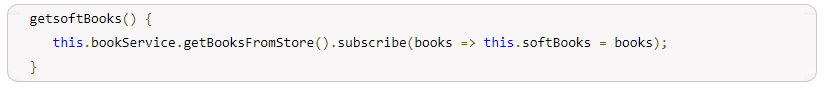 getsoftBooks() {
this.bookService.getBooksFromStore().subscribe(books => this.softBooks = books);
}